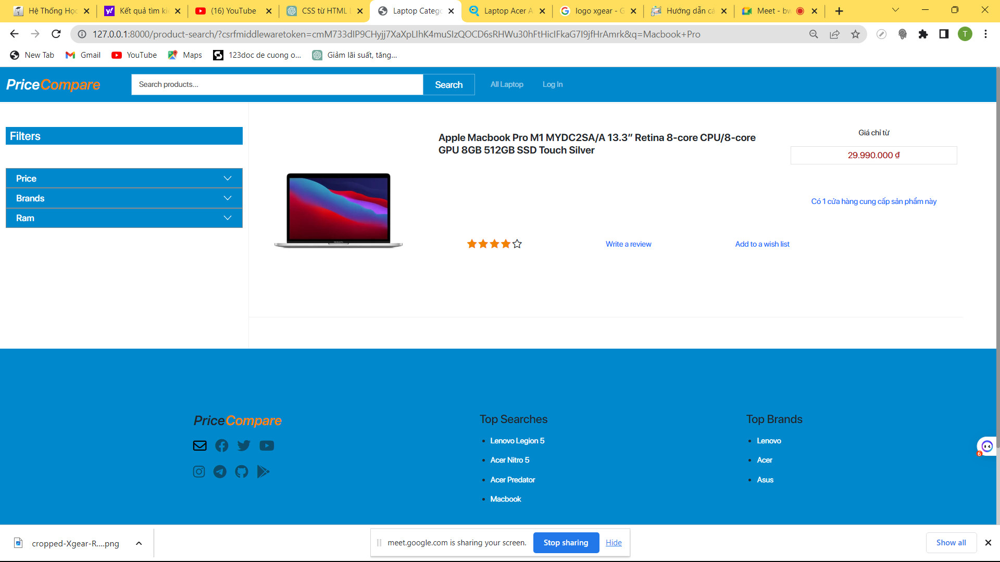 Hệ Thống Học
Kết quả tìm ki
(16) YouTube
CSS từ HTML
Laptop Catego
Laptop Acer A
logo xgear - G
Hướng dẫn cá
Meet - bw
127.0.0.1:8000/product-search/?csrfmiddlewaretoken=cmM733dIP9CHyjj7XaXpLIhK4muSIzQOCD6sRHWu30hFtHicIFkaG7I9jfHrAmrk&q=Macbook+Pro
T
New Tab
Gmail
YouTube
Maps
123doc de cuong o...
Giảm lãi suất, tăng...
PriceCompare
Search products...
Search
All Laptop
Log In
Filters
Price
Brands
Ram
Apple Macbook Pro M1 MYDC2SA/A 13.3″ Retina 8-core CPU/8-core
GPU 8GB 512GB SSD Touch Silver
Giá chỉ từ
29.990.000 ₫
Có 1 cửa hàng cung cấp sản phẩm này
Write a review
Add to a wish list
PriceCompare
Top Searches
Lenovo Legion 5
Acer Nitro 5
Acer Predator
Macbook
Top Brands
Lenovo
Acer
Asus
6
cropped-Xgear-R....png
meet.google.com is sharing your screen.
Stop sharing
Hide
Show all